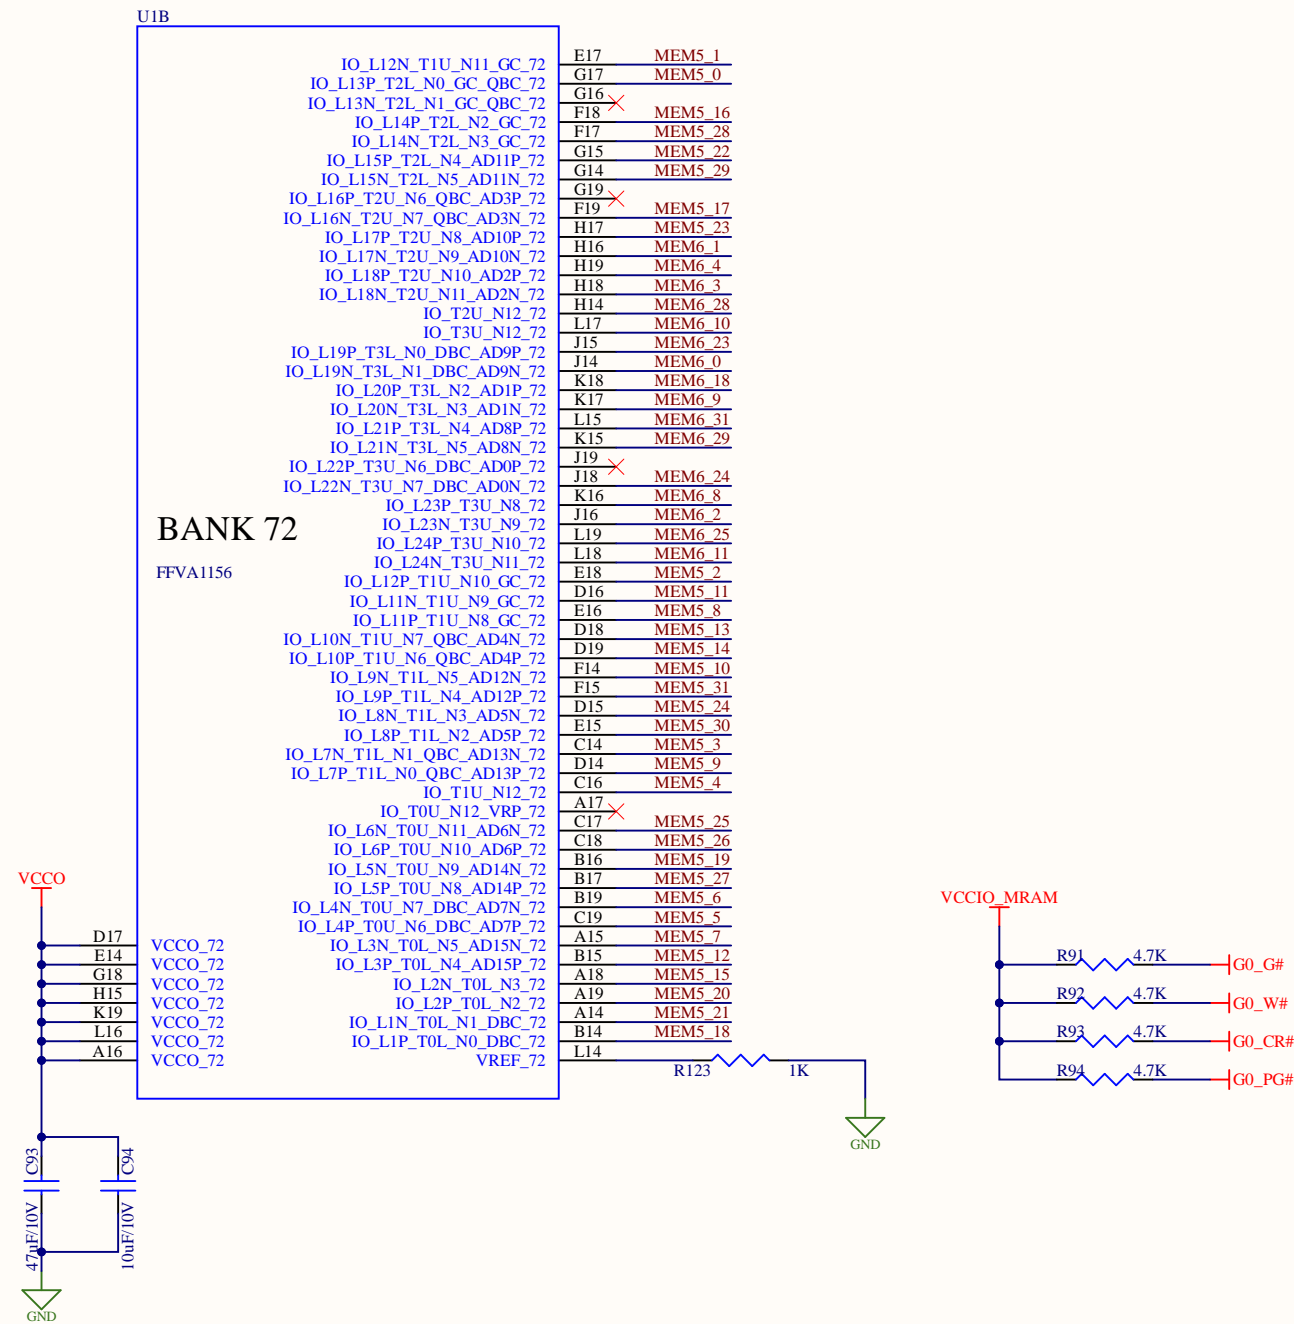 U1B
IO_L12N_T1U_N11_GC_72 E17 MEM5_1
IO_L13P_T2L_N0_GC_QBC_72 G17 MEM5_0
IO_L13N_T2L_N1_GC_QBC_72 G16
IO_L14P_T2L_N2_GC_72 F18 MEM5_16
IO_L14N_T2L_N3_GC_72 F17 MEM5_28
IO_L15P_T2L_N4_AD11P_72 G15 MEM5_22
IO_L15N_T2L_N5_AD11N_72 G14 MEM5_29
IO_L16P_T2U_N6_QBC_AD3P_72 G19
IO_L16N_T2U_N7_QBC_AD3N_72 F19 MEM5_17
IO_L17P_T2U_N8_AD10P_72 H17 MEM5_23
IO_L17N_T2U_N9_AD10N_72 H16 MEM6_1
IO_L18P_T2U_N10_AD2P_72 H19 MEM6_4
IO_L18N_T2U_N11_AD2N_72 H18 MEM6_3
IO_T2U_N12_72 H14 MEM6_28
IO_T3U_N12_72 L17 MEM6_10
IO_L19P_T3L_N0_DBC_AD9P_72 J15 MEM6_23
IO_L19N_T3L_N1_DBC_AD9N_72 J14 MEM6_0
IO_L20P_T3L_N2_AD1P_72 K18 MEM6_18
IO_L20N_T3L_N3_AD1N_72 K17 MEM6_9
IO_L21P_T3L_N4_AD8P_72 L15 MEM6_31
IO_L21N_T3L_N5_AD8N_72 K15 MEM6_29
IO_L22P_T3U_N6_DBC_AD0P_72 J19
IO_L22N_T3U_N7_DBC_AD0N_72 J18 MEM6_24
IO_L23P_T3U_N8_72 K16 MEM6_8
IO_L23N_T3U_N9_72 J16 MEM6_2
IO_L24P_T3U_N10_72 L19 MEM6_25
IO_L24N_T3U_N11_72 L18 MEM6_11
IO_L12P_T1U_N10_GC_72 E18 MEM5_2
IO_L11N_T1U_N9_GC_72 D16 MEM5_11
IO_L11P_T1U_N8_GC_72 E16 MEM5_8
IO_L10N_T1U_N7_QBC_AD4N_72 D18 MEM5_13
IO_L10P_T1U_N6_QBC_AD4P_72 D19 MEM5_14
IO_L9N_T1L_N5_AD12N_72 F14 MEM5_10
IO_L9P_T1L_N4_AD12P_72 F15 MEM5_31
IO_L8N_T1L_N3_AD5N_72 D15 MEM5_24
IO_L8P_T1L_N2_AD5P_72 E15 MEM5_30
IO_L7N_T1L_N1_QBC_AD13N_72 C14 MEM5_3
IO_L7P_T1L_N0_QBC_AD13P_72 D14 MEM5_9
IO_T1U_N12_72 C16 MEM5_4
IO_T0U_N12_VRP_72 A17
IO_L6N_T0U_N11_AD6N_72 C17 MEM5_25
IO_L6P_T0U_N10_AD6P_72 C18 MEM5_26
IO_L5N_T0U_N9_AD14N_72 B16 MEM5_19
IO_L5P_T0U_N8_AD14P_72 B17 MEM5_27
IO_L4N_T0U_N7_DBC_AD7N_72 B19 MEM5_6
IO_L4P_T0U_N6_DBC_AD7P_72 C19 MEM5_5
IO_L3N_T0L_N5_AD15N_72 A15 MEM5_7
IO_L3P_T0L_N4_AD15P_72 B15 MEM5_12
IO_L2N_T0L_N3_72 A18 MEM5_15
IO_L2P_T0L_N2_72 A19 MEM5_20
IO_L1N_T0L_N1_DBC_72 A14 MEM5_21
IO_L1P_T0L_N0_DBC_72 B14 MEM5_18
VREF_72 L14
BANK 72
FFVA1156
VCCO
D17 VCCO_72
E14 VCCO_72
G18 VCCO_72
H15 VCCO_72
K19 VCCO_72
L16 VCCO_72
A16 VCCO_72
R123 1K
GND
C93
47uF/10V
C94
10uF/10V
GND
VCCIO_MRAM
R91 4.7K G0_G#
R92 4.7K G0_W#
R93 4.7K G0_CR#
R94 4.7K G0_PG#